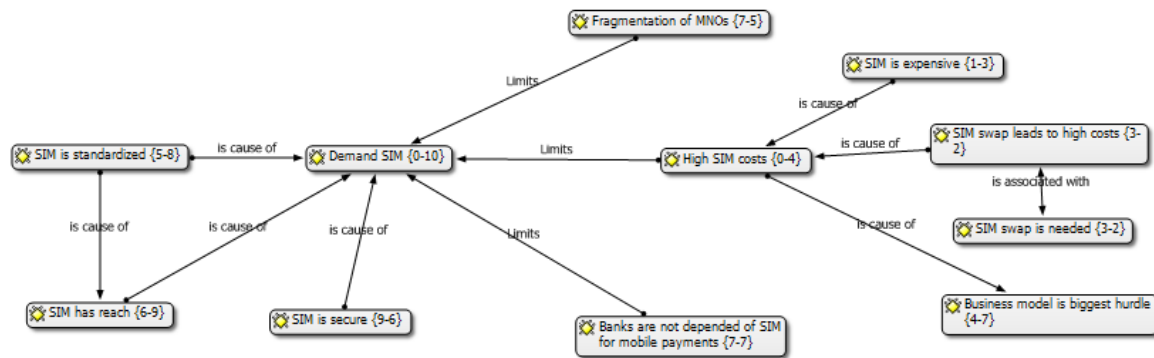 Fragmentation of MNOs {7-5}
Limits
SIM is expensive {1-3}
is cause of
SIM is standardized {5-8}
is cause of
Demand SIM {0-10}
Limits
High SIM costs {0-4}
is cause of
SIM swap leads to high costs {3-
2}
is associated with
is cause of
is cause of
is cause of
Limits
is cause of
SIM swap is needed {3-2}
SIM has reach {6-9}
SIM is secure {9-6}
Banks are not depended of SIM
for mobile payments {7-7}
Business model is biggest hurdle
{4-7}